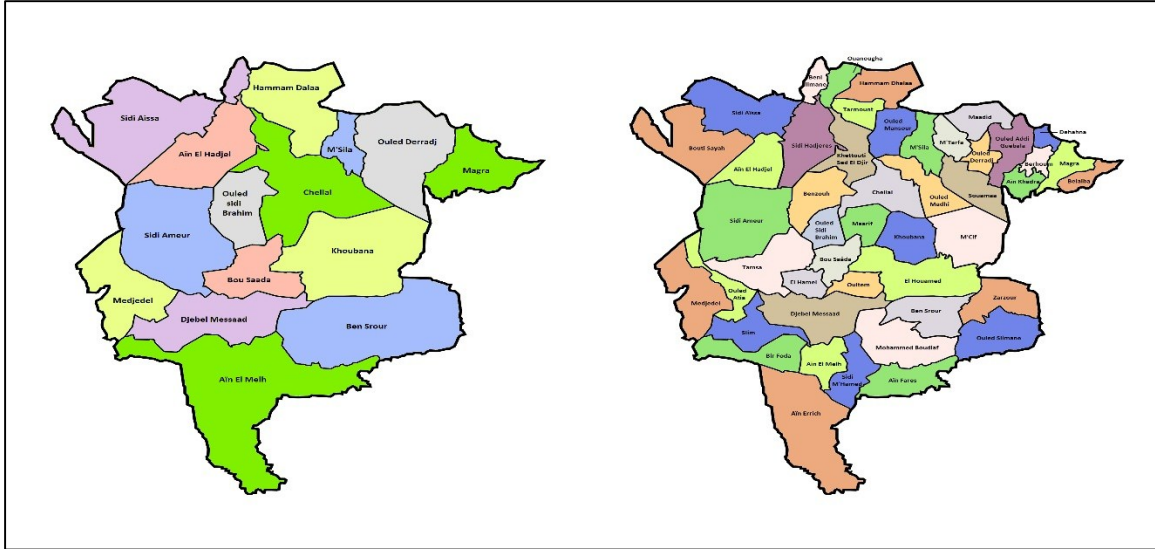 Hammam Dalaa
Sidi Aissa
Aïn El Hadjel
M'Sila
Ouled Derradj
Magra
Chellal
Ouled
sidi
Brahim
Sidi Ameur
Khoubana
Bou Saada
Medjedel
Djebel Messaad
Ben Srour
Aïn El Melh
Ouanougha
Beni
Ilmane
Hammam Dhalaa
Tarmount
Sidi Aissa
Bouti Sayah
Aïn El Hadjel
Sidi Hadjeres
Khettouti
Sed El Djir
Ouled
Mansour
M'Sila
Maadid
M'Tarfa
Ouled
Derradj
Ouled Addi
Guebala
Dehahna
Berhoum
Magra
Ain Khadra
Belaiba
Souamaa
Ouled
Madhi
Chellal
Benzouh
Sidi Ameur
Ouled
Sidi
Brahim
Maarif
Khoubana
M'Cif
Tamsa
Bou Saâda
El Hamel
Oultem
El Houamed
Medjedel
Ouled
Atia
Slim
Djebel Messaad
Ben Srour
Zarzour
Ouled Slimane
Mohammed Boudiaf
Bir Foda
Ain El Melh
Sidi
M'Hamed
Aïn Fares
Aïn Errich